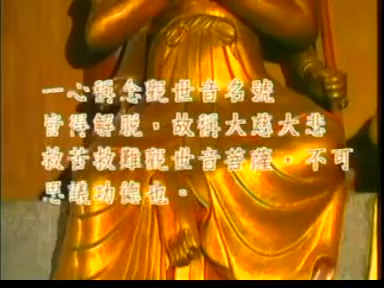 一心稱念觀世音名號
皆得解脫，故稱大慈大悲
救苦救難觀世音菩薩，不可
思議功德也。